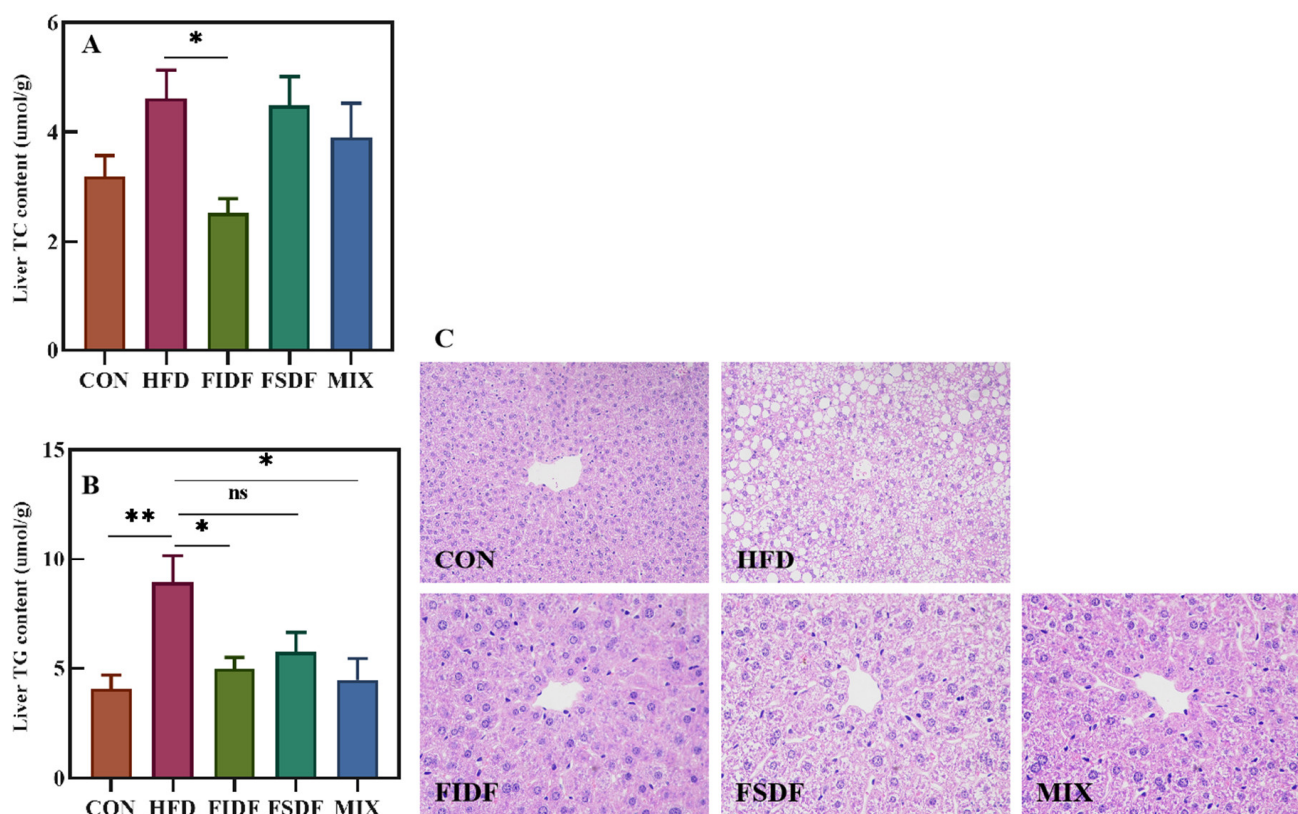 A
*
Liver TC content (umol/g)
6
4
2
0
CON HFD FIDF FSDF MIX
B
*
ns
** *
Liver TG content (umol/g)
15
10
5
0
CON HFD FIDF FSDF MIX
C
CON
HFD
FIDF
FSDF
MIX